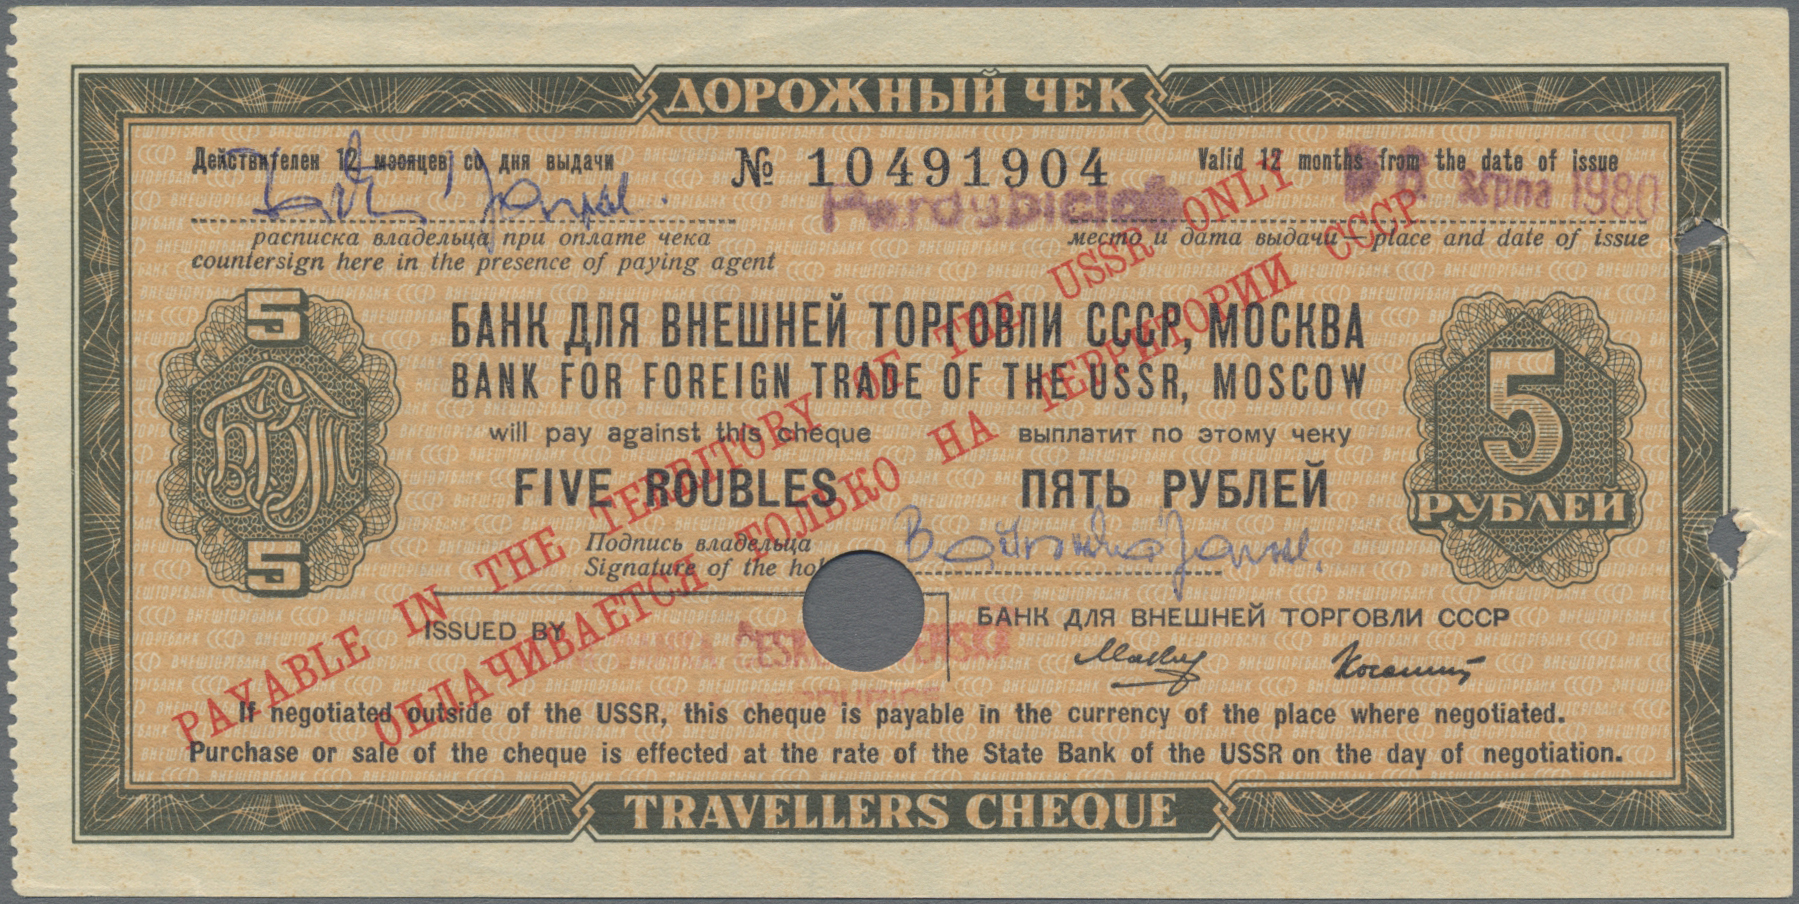 ДОРОЖНЫЙ ЧЕК
Действителен 12 месяцев со дня выдачи
№ 10491904
Valid 12 months from the date of issue
srpna 1980
расписка владельца при оплате чека
countersign here in the presence of paying agent
место и дата выдачи – place and date of issue
5
БАНК ДЛЯ ВНЕШНЕЙ ТОРГОВЛИ СССР, МОСКВА
BANK FOR FOREIGN TRADE OF THE USSR, MOSCOW
will pay against this cheque
выплатит по этому чеку
FIVE ROUBLES
ПЯТЬ РУБЛЕЙ
5
РУБЛЕЙ
БВТ
5
Подпись владельца
Signature of the
ISSUED BY
БАНК ДЛЯ ВНЕШНЕЙ ТОРГОВЛИ СССР
PAYABLE IN THE TERRITORY OF THE USSR ONLY
ОПЛАЧИВАЕТСЯ ТОЛЬКО НА ТЕРРИТОРИИ СССР
If negotiated outside of the USSR, this cheque is payable in the currency of the place where negotiated.
Purchase or sale of the cheque is effected at the rate of the State Bank of the USSR on the day of negotiation.
TRAVELLERS CHEQUE